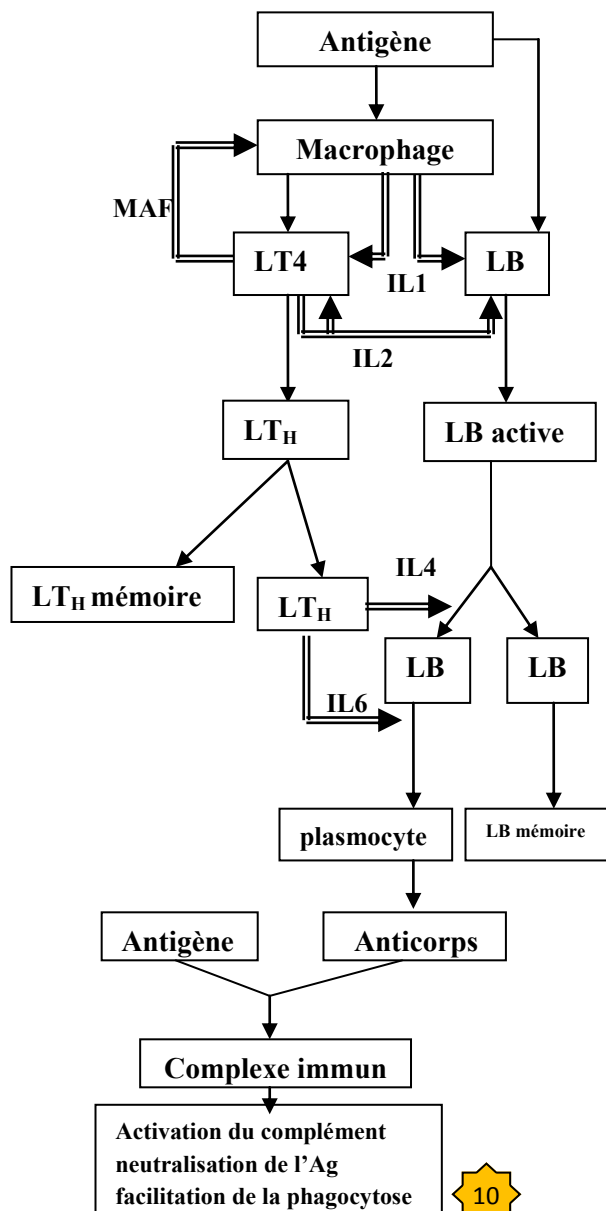 Antigène
Macrophage
MAF
LT4
IL1
LB
IL2
LTH
LB active
LTH mémoire
LTH
IL4
LB
LB
IL6
plasmocyte
LB mémoire
Antigène
Anticorps
Complexe immun
Activation du complément
neutralisation de l’Ag
facilitation de la phagocytose
10